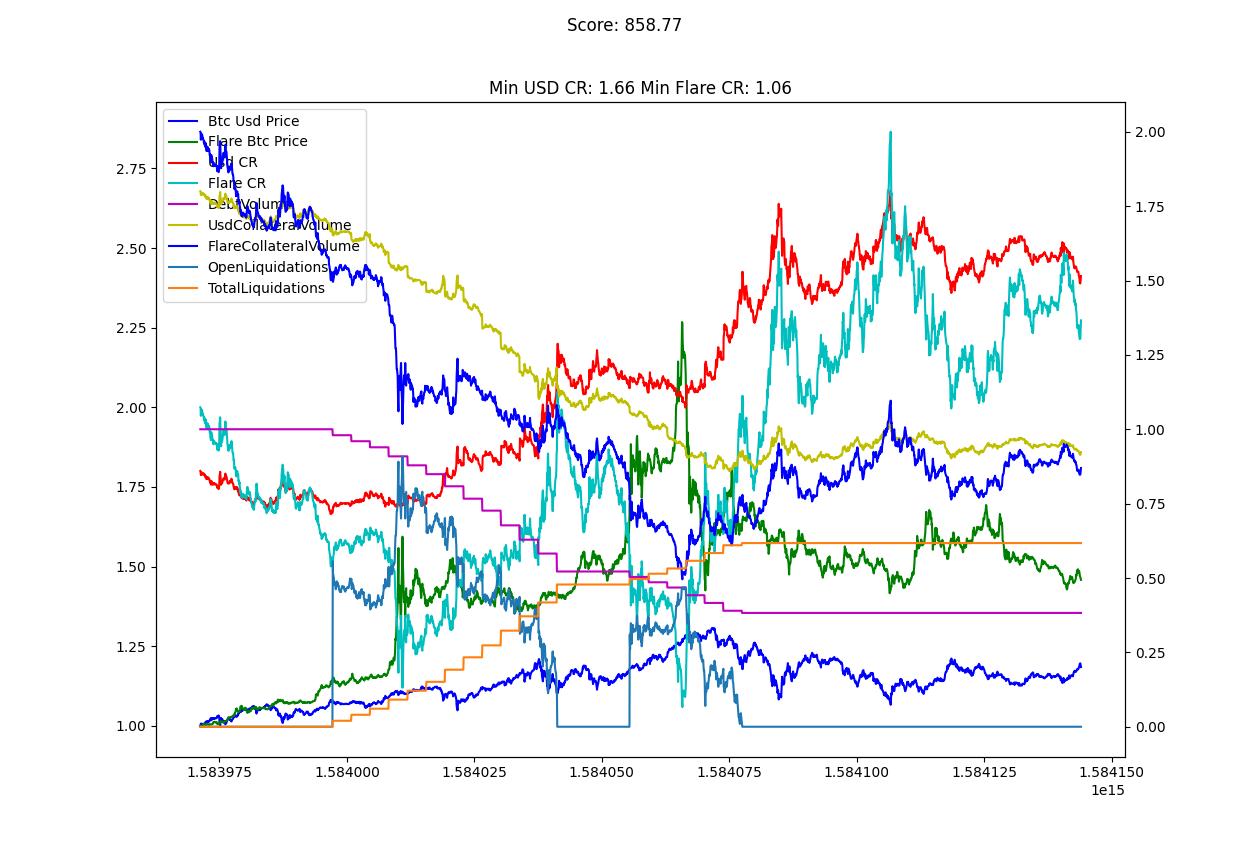 Score: 858.77
Min USD CR: 1.66 Min Flare CR: 1.06
Btc Usd Price
Flare Btc Price
Usd CR
Flare CR
DebtVolume
UsdCollateralVolume
FlareCollateralVolume
OpenLiquidations
TotalLiquidations
2.75
2.50
2.25
2.00
1.75
1.50
1.25
1.00
2.00
1.75
1.50
1.25
1.00
0.75
0.50
0.25
0.00
1.583975 1.584000 1.584025 1.584050 1.584075 1.584100 1.584125 1.584150
1e15